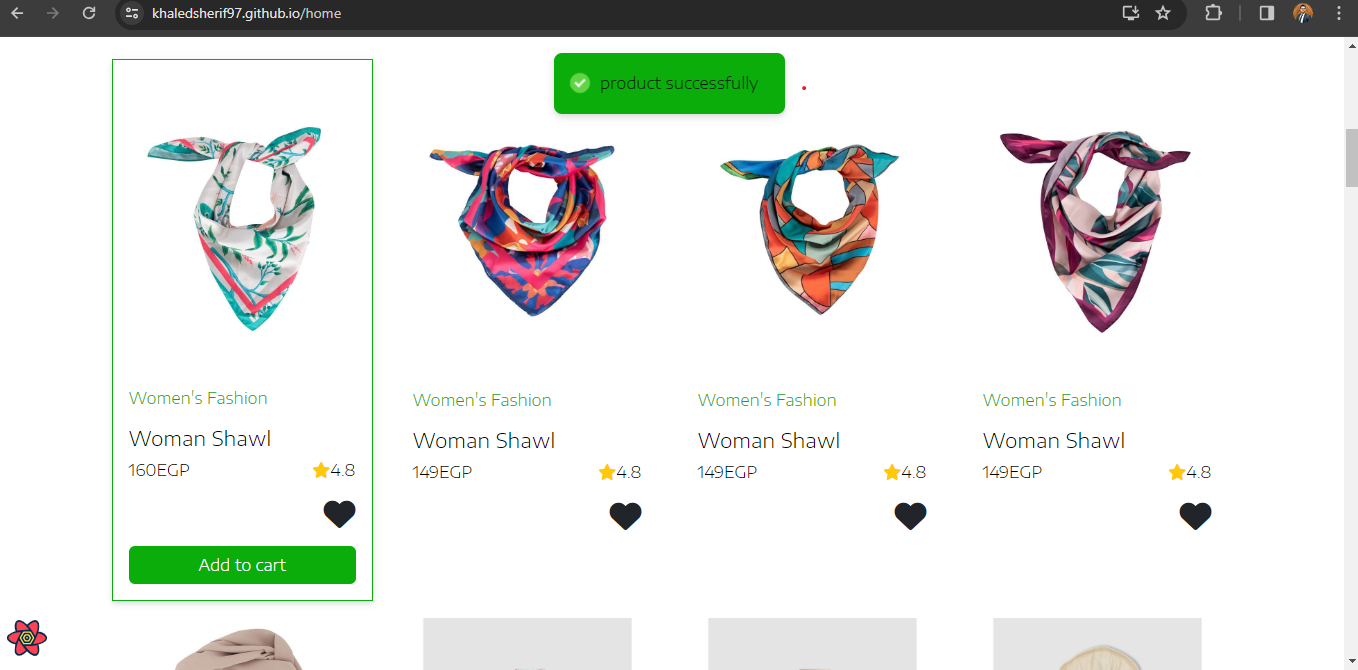 khaledsherif97.github.io/home
product successfully
Women's Fashion
Woman Shawl
160EGP
4.8
Add to cart
Women's Fashion
Woman Shawl
149EGP
4.8
Women's Fashion
Woman Shawl
149EGP
4.8
Women's Fashion
Woman Shawl
149EGP
4.8